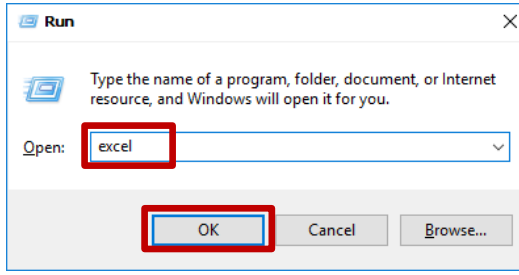 Run
Type the name of a program, folder, document, or Internet
resource, and Windows will open it for you.
Open: excel
OK Cancel Browse...